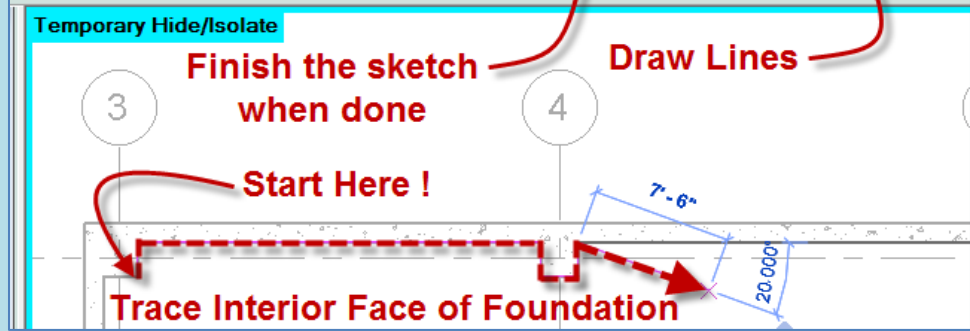 Temporary Hide/Isolate
Finish the sketch
when done
Draw Lines
3
4
Start Here !
7'-6"
20.000°
Trace Interior Face of Foundation